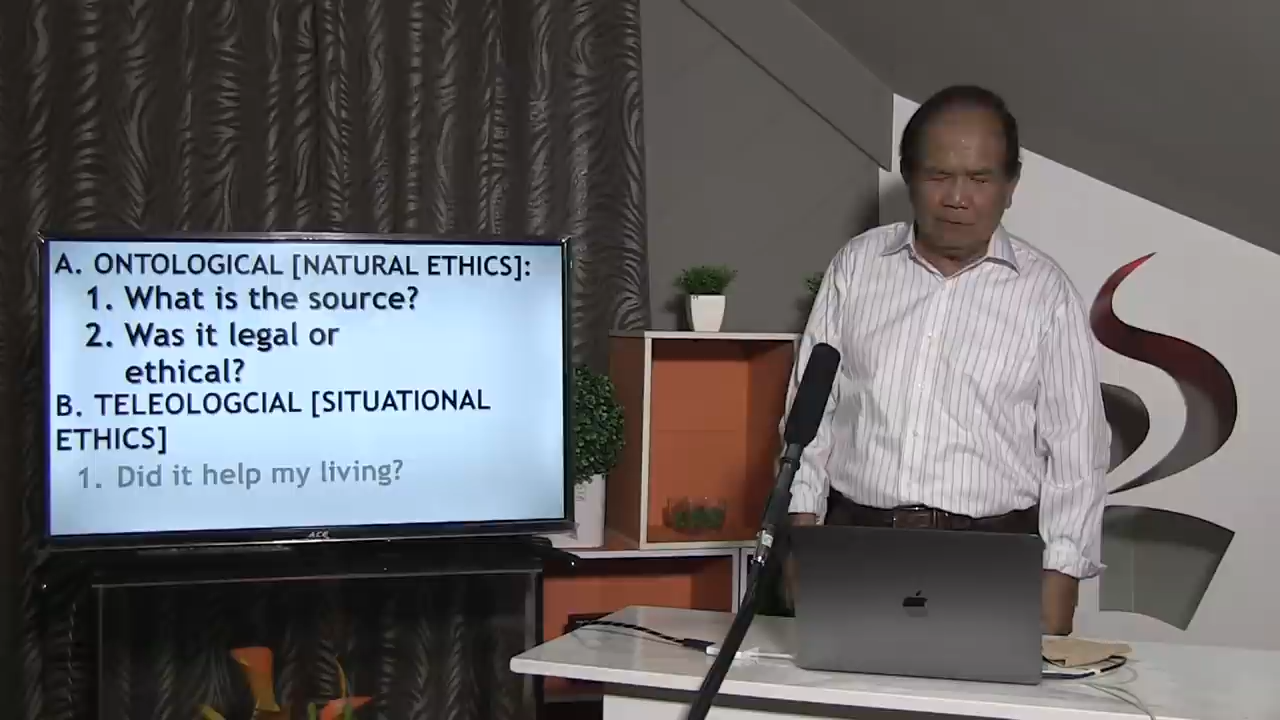 A. ONTOLOGICAL [NATURAL ETHICS]:
1. What is the source?
2. Was it legal or
ethical?
B. TELEOLOGCIAL [SITUATIONAL
ETHICS]
1. Did it help my living?
ACE